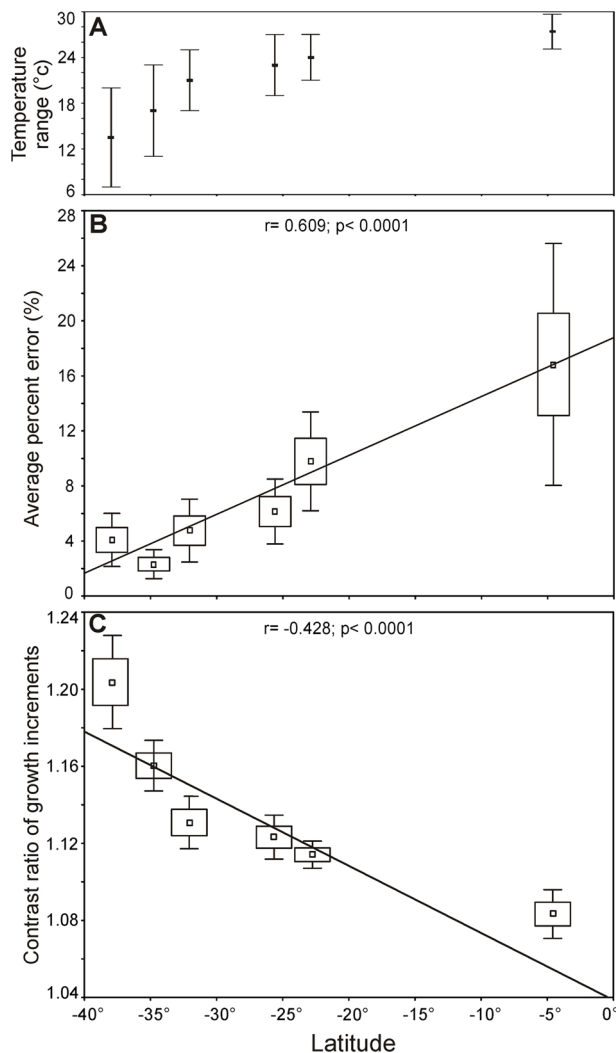 A
Temperature
range (°c)
30
24
18
12
6
B
r= 0.609; p< 0.0001
Average percent error (%)
28
24
20
16
12
8
4
0
C
r= -0.428; p< 0.0001
Contrast ratio of growth increments
1.24
1.20
1.16
1.12
1.08
1.04
-40° -35° -30° -25° -20° -15° -10° -5° 0°
Latitude